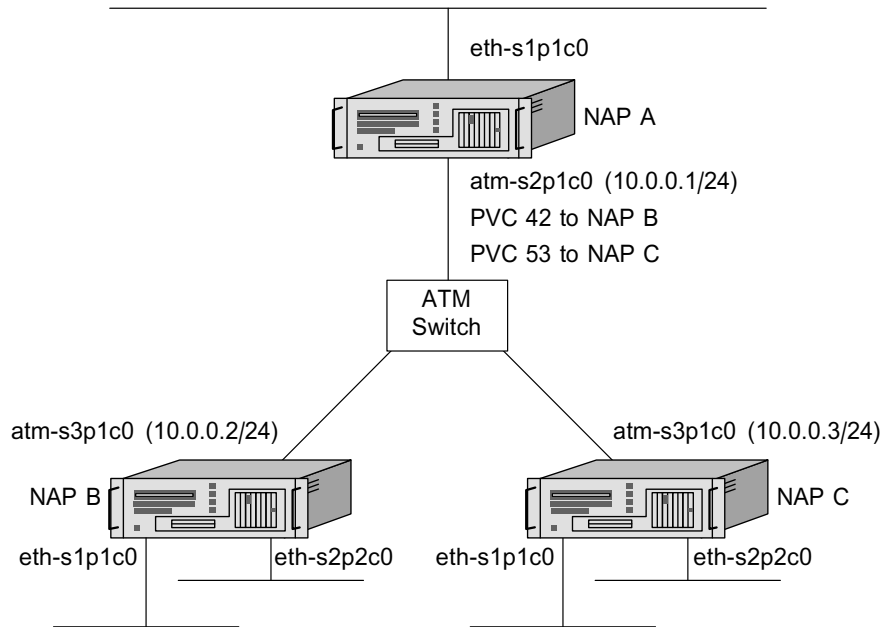 eth-s1p1c0
NAP A
atm-s2p1c0 (10.0.0.1/24)
PVC 42 to NAP B
PVC 53 to NAP C
ATM
Switch
atm-s3p1c0 (10.0.0.2/24)
atm-s3p1c0 (10.0.0.3/24)
NAP B
NAP C
eth-s1p1c0
eth-s2p2c0
eth-s1p1c0
eth-s2p2c0